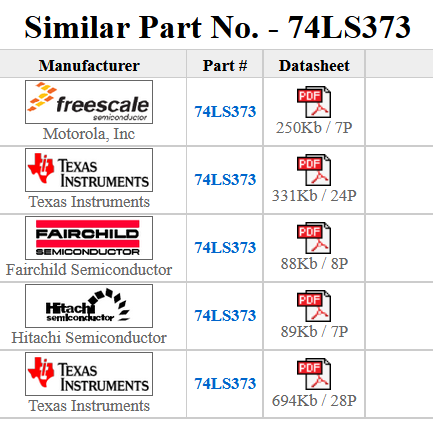 Similar Part No. - 74LS373
Manufacturer Part # Datasheet
freescale
semiconductor
Motorola, Inc
74LS373
PDF
250Kb / 7P
TEXAS
INSTRUMENTS
Texas Instruments
74LS373
PDF
331Kb / 24P
FAIRCHILD
SEMICONDUCTOR
Fairchild Semiconductor
74LS373
PDF
88Kb / 8P
Hitachi
semiconductor
Hitachi Semiconductor
74LS373
PDF
89Kb / 7P
TEXAS
INSTRUMENTS
Texas Instruments
74LS373
PDF
694Kb / 28P